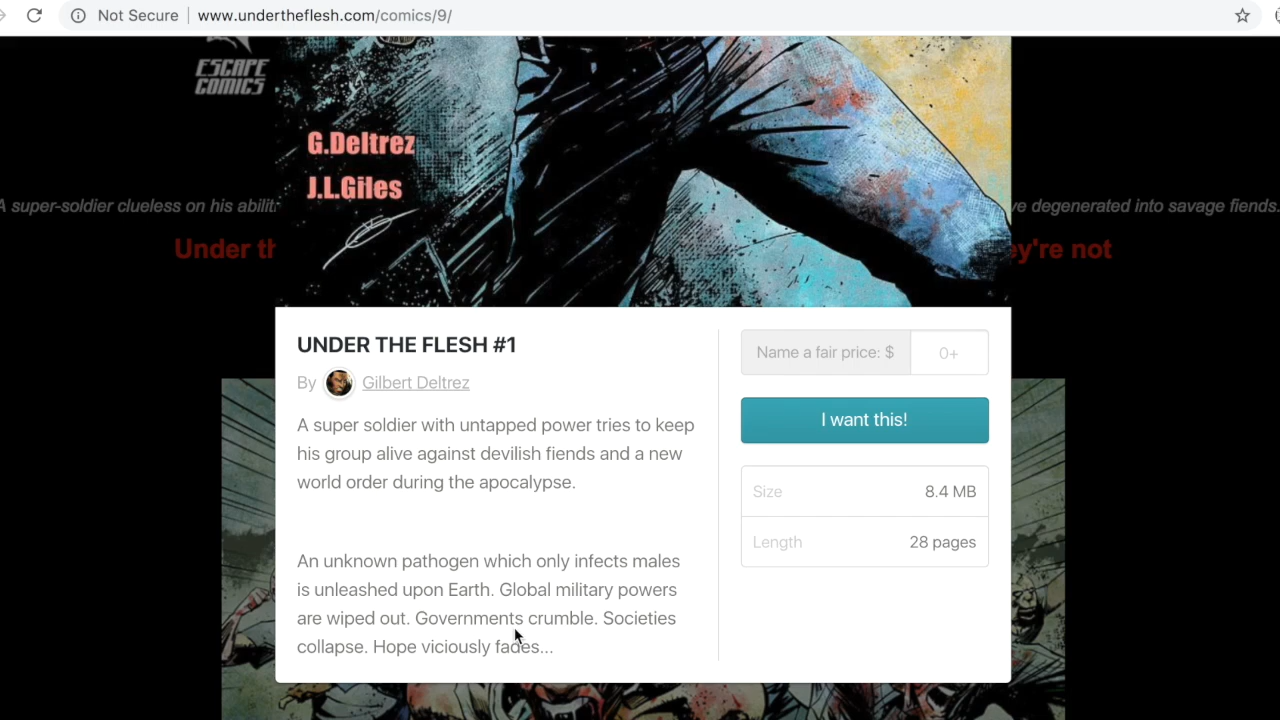 Not Secure www.undertheflesh.com/comics/9/
ESCAPE
COMICS
G.Deltrez
J.L.Giles
A super-soldier clueless on his
ve degenerated into savage fiends.
Under th
ey're not
UNDER THE FLESH #1
By Gilbert Deltrez
A super soldier with untapped power tries to keep
his group alive against devilish fiends and a new
world order during the apocalypse.
An unknown pathogen which only infects males
is unleashed upon Earth. Global military powers
are wiped out. Governments crumble. Societies
collapse. Hope viciously fades...
Name a fair price: $ 0+
I want this!
Size 8.4 MB
Length 28 pages